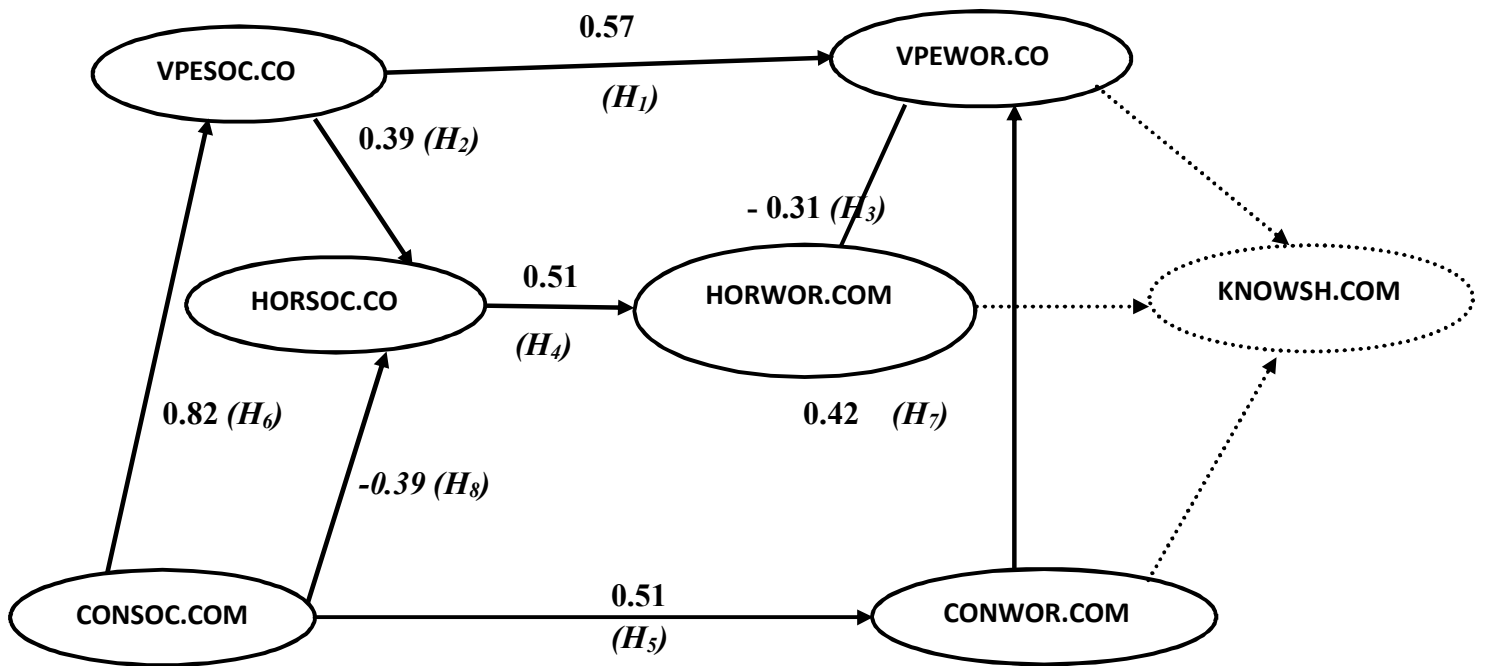 0.57
VPESOC.CO
VPEWOR.CO
(H1)
0.39 (H2)
- 0.31 (H3)
HORSOC.CO
0.51
HORWOR.COM
KNOWSH.COM
(H4)
0.82 (H6)
0.42 (H7)
-0.39 (H8)
CONSOC.COM
0.51
CONWOR.COM
(H5)